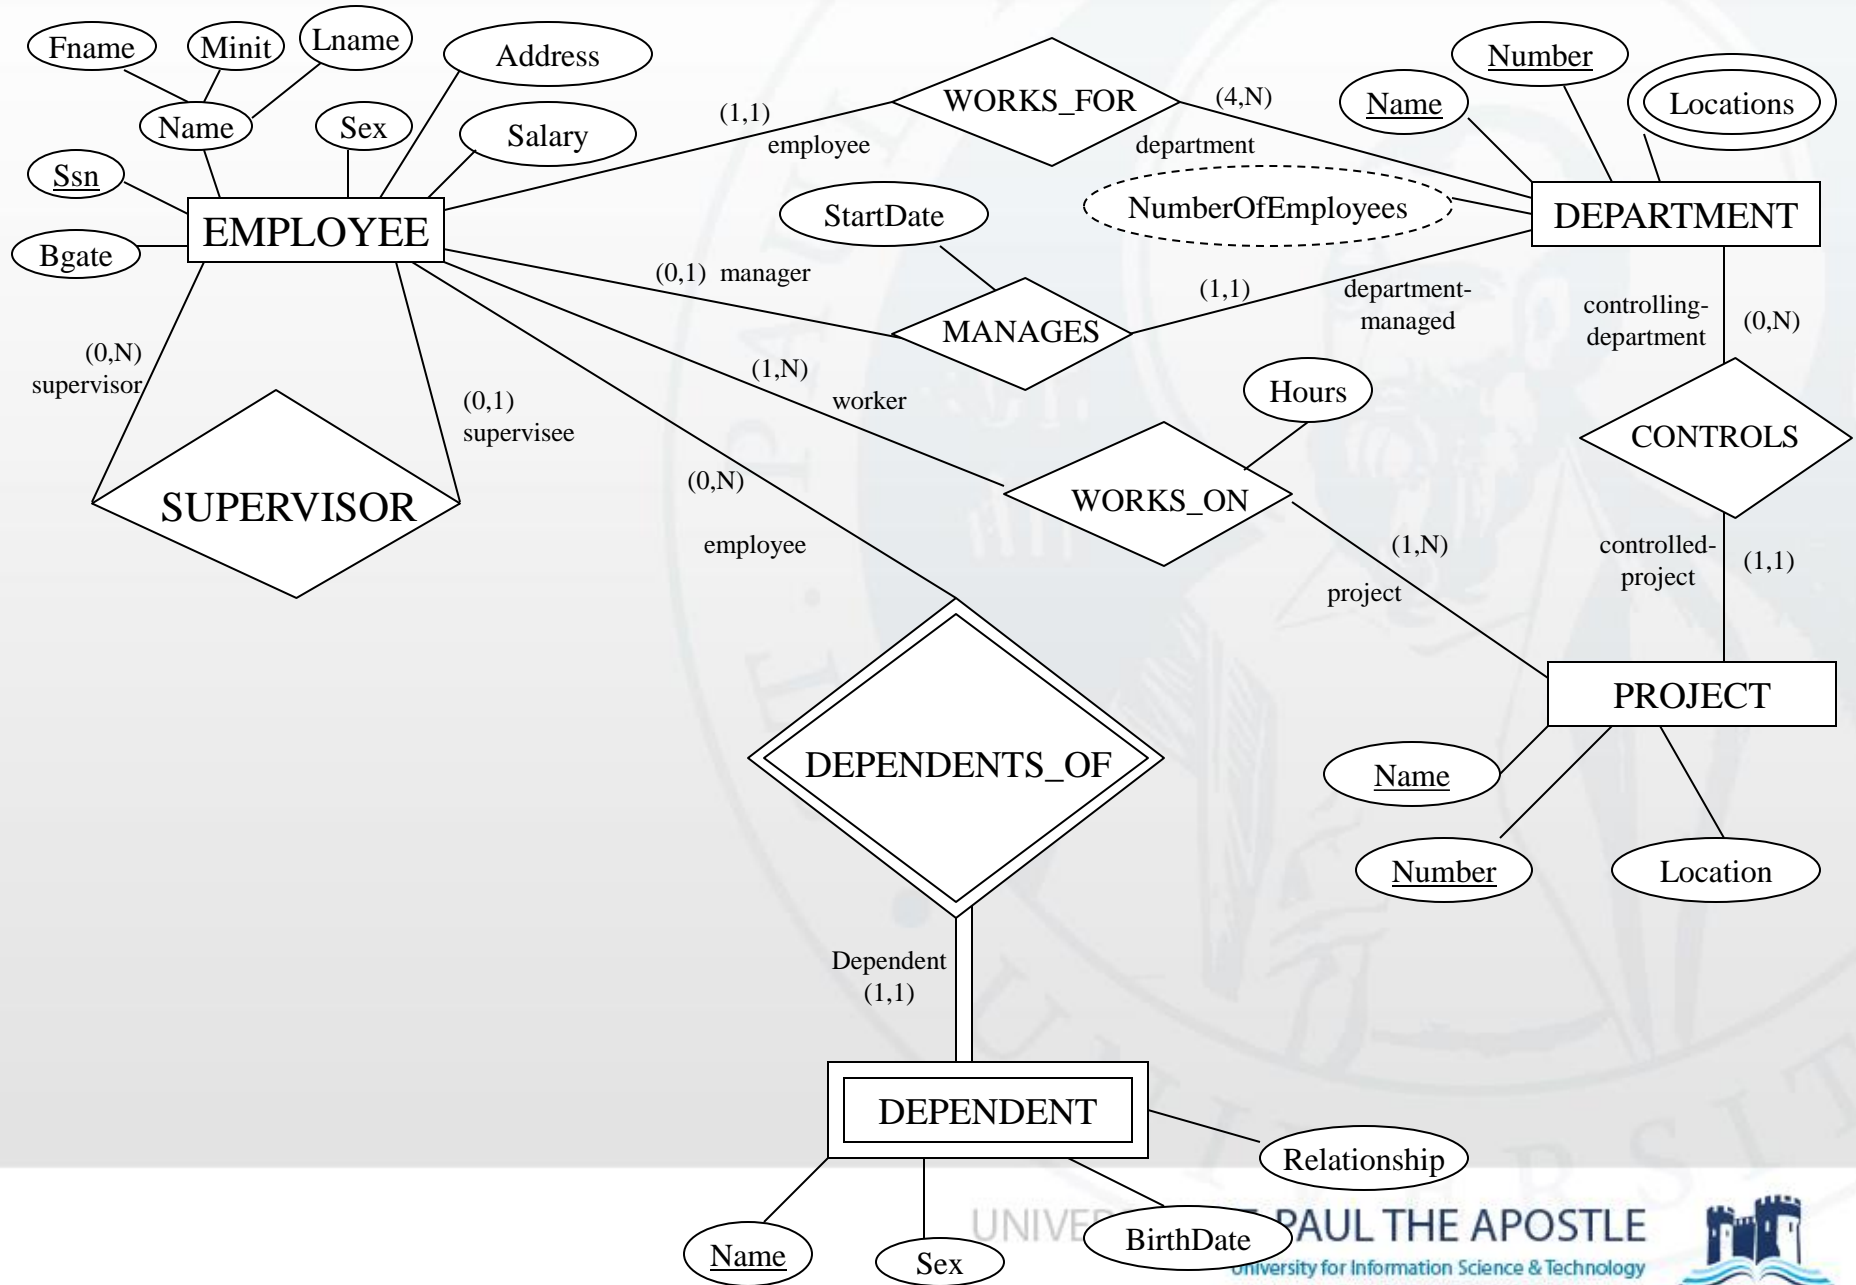 Fname
Minit
Lname
Address
Name
Sex
Salary
Ssn
Bgate
EMPLOYEE
(1,1)
employee
WORKS_FOR
(4,N)
department
Number
Name
Locations
StartDate
NumberOfEmployees
DEPARTMENT
(0,1) manager
MANAGES
(1,1)
department-
managed
controlling-
department
(0,N)
(0,N)
supervisor
(0,1)
supervisee
SUPERVISOR
(1,N)
worker
Hours
CONTROLS
(0,N)
employee
WORKS_ON
(1,N)
project
controlled-
project
(1,1)
PROJECT
Name
Number
Location
DEPENDENTS_OF
Dependent
(1,1)
DEPENDENT
Relationship
Name
Sex
BirthDate
PAUL THE APOSTLE
University for Information Science & Technology